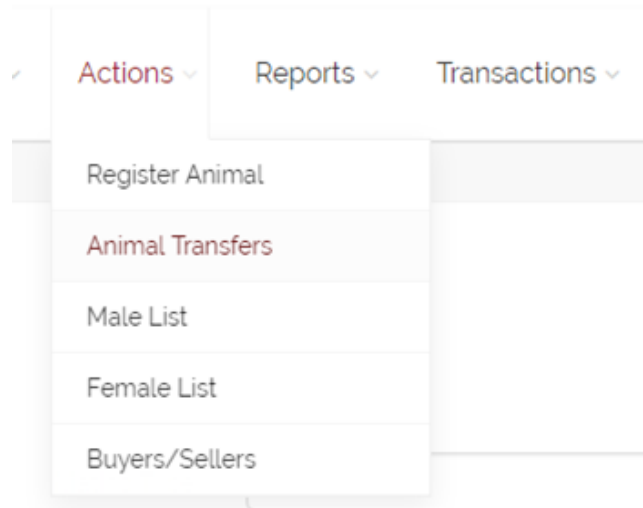 Actions Reports Transactions
Register Animal
Animal Transfers
Male List
Female List
Buyers/Sellers